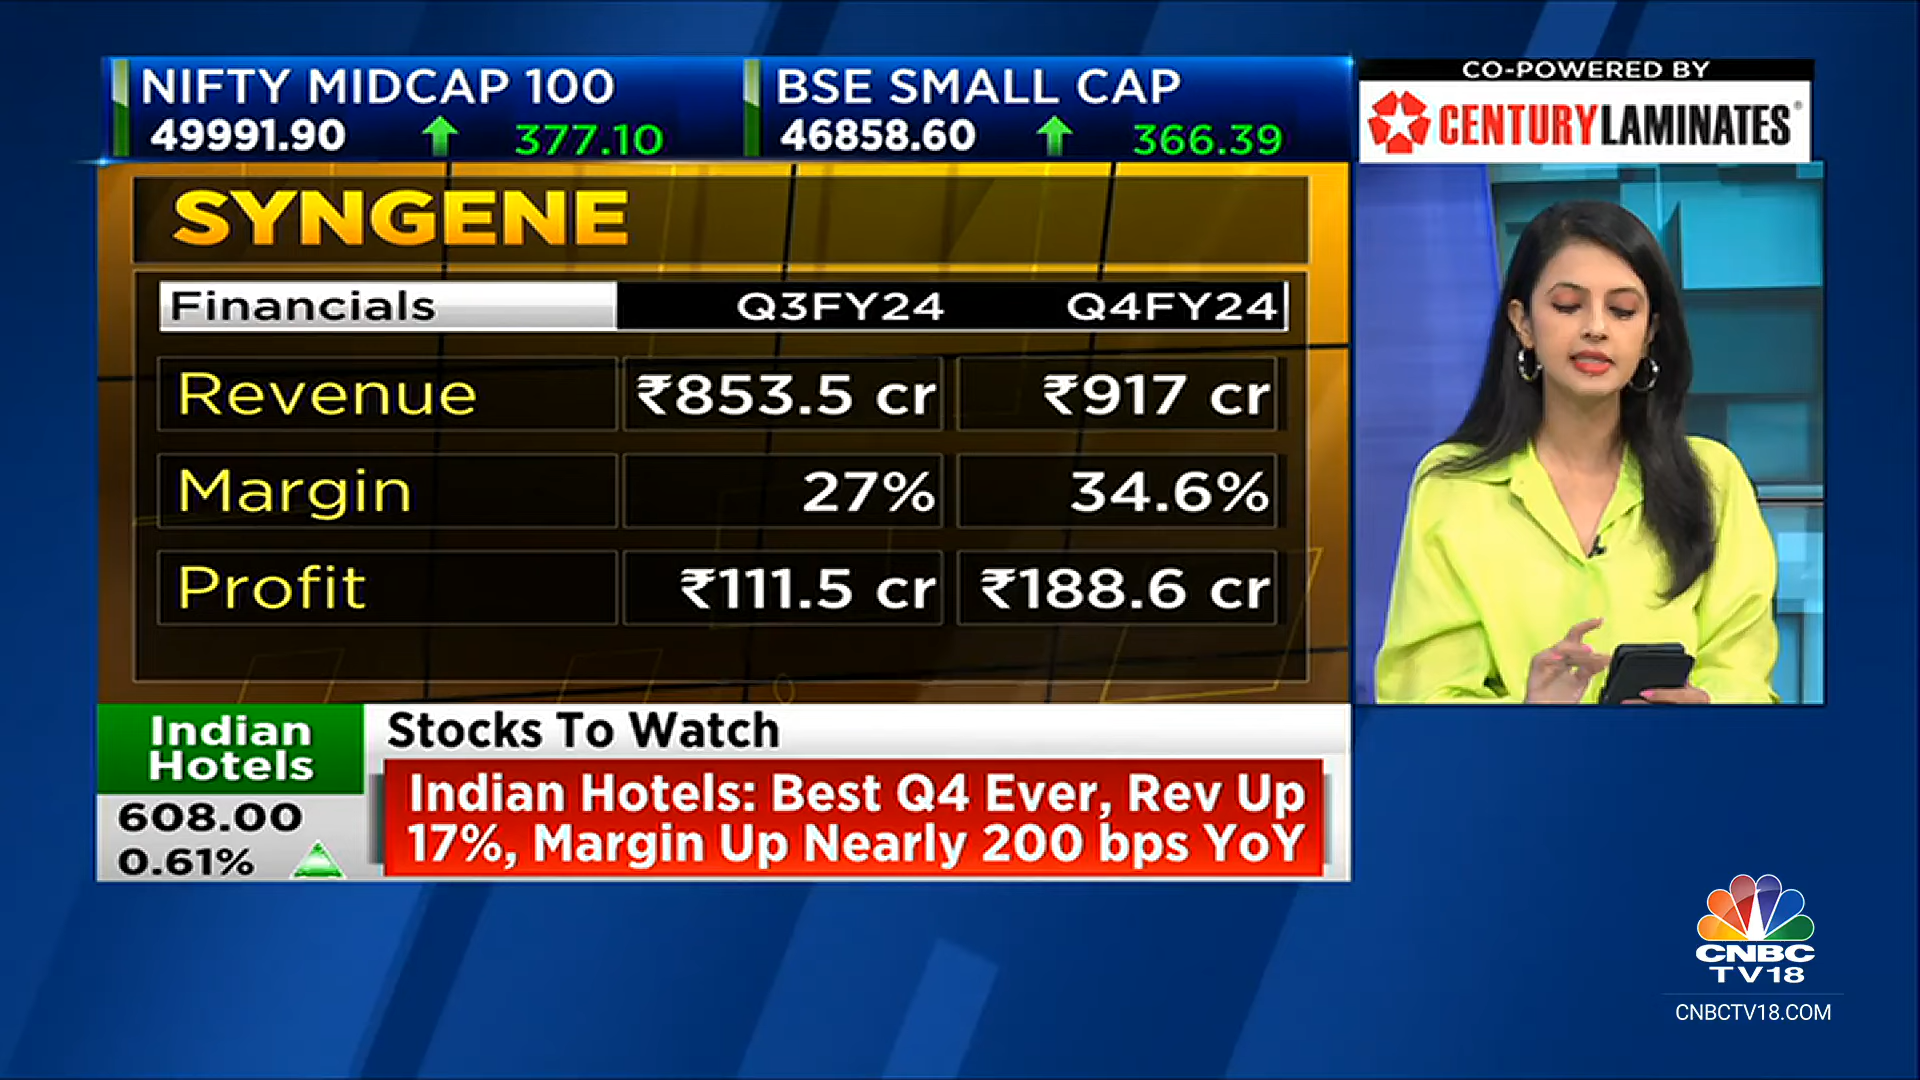 NIFTY MIDCAP 100
49991.90 377.10
BSE SMALL CAP
46858.60 366.39
CO-POWERED BY
CENTURYLAMINATES®
SYNGENE
Financials Q3FY24 Q4FY24
Revenue ₹853.5 cr ₹917 cr
Margin 27% 34.6%
Profit ₹111.5 cr ₹188.6 cr
Indian
Hotels
608.00
0.61%
Stocks To Watch
Indian Hotels: Best Q4 Ever, Rev Up
17%, Margin Up Nearly 200 bps YoY
CNBC
TV18
CNBCTV18.COM